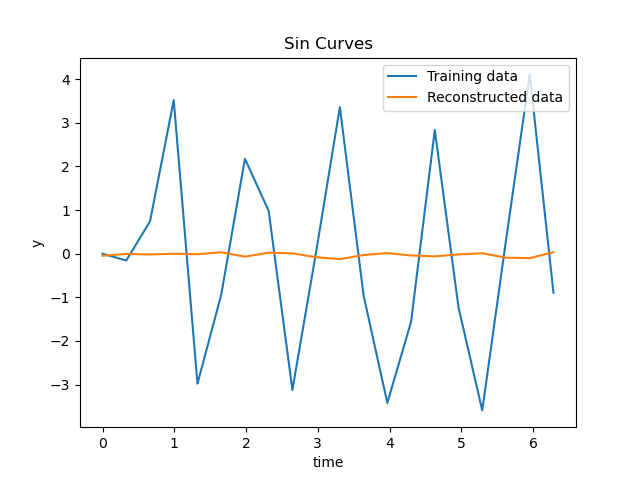 Sin Curves
Training data
Reconstructed data
4
3
2
1
0
−1
−2
−3
y
0 1 2 3 4 5 6
time